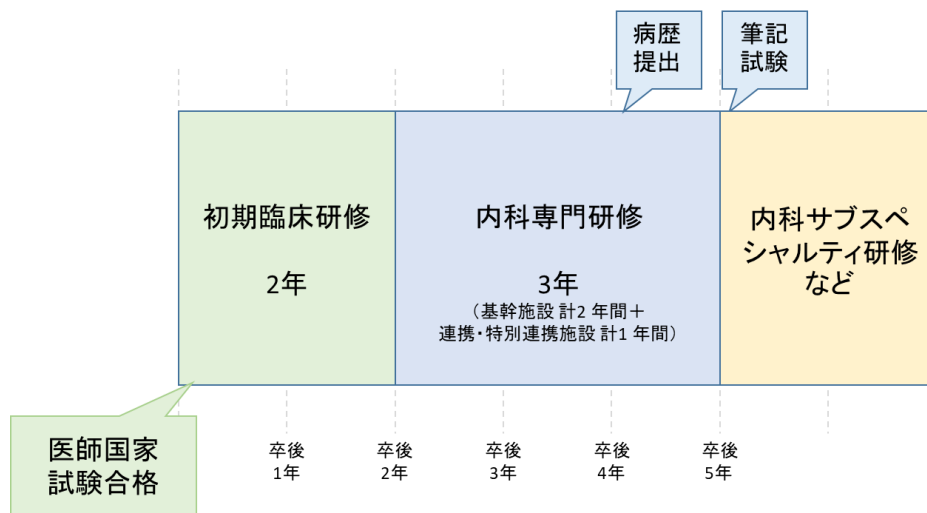 病歴
提出
筆記
試験
初期臨床研修
2年
内科専門研修
3年
（基幹施設 計2 年間＋
連携・特別連携施設 計1 年間）
内科サブスペ
シャルティ研修
など
医師国家
試験合格
卒後
1年
卒後
2年
卒後
3年
卒後
4年
卒後
5年